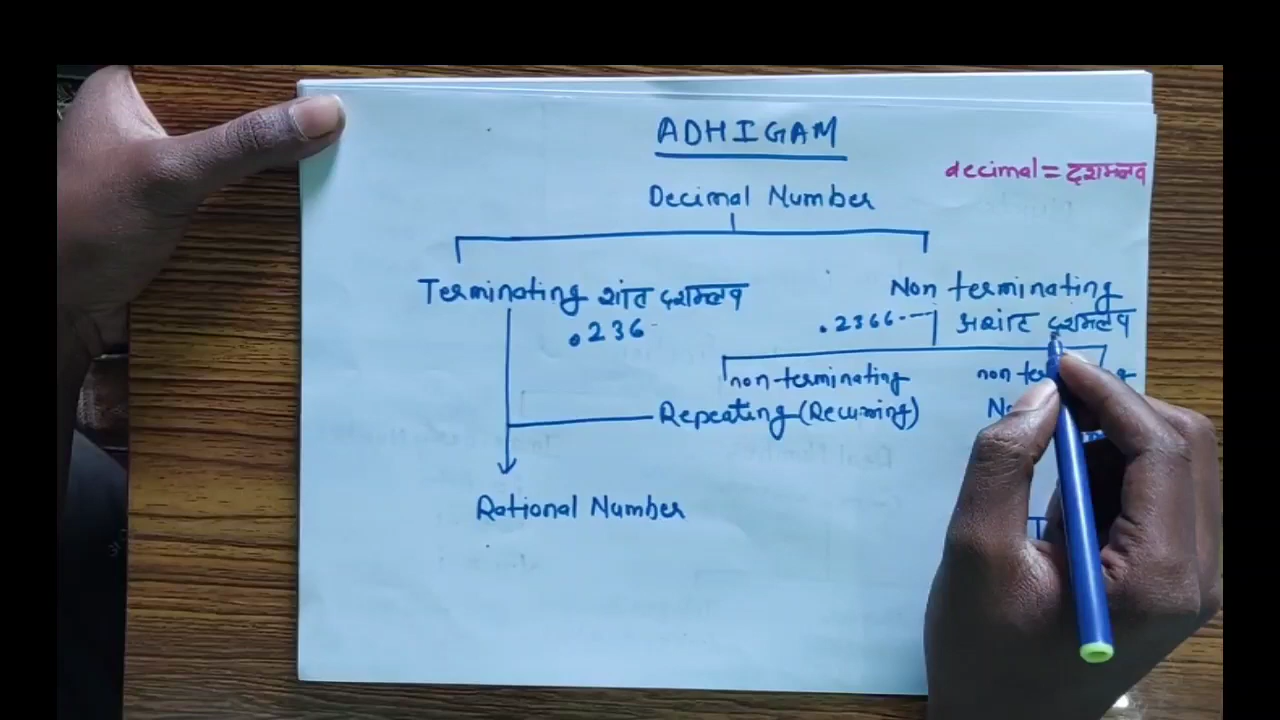 ADHIGAM
decimal = दशमलव
Decimal Number
Terminating शांत दशमलव
.236
Non terminating
.2366---
अशांत दशमलव
non terminating
Repeating (Recurring)
non
Rational Number